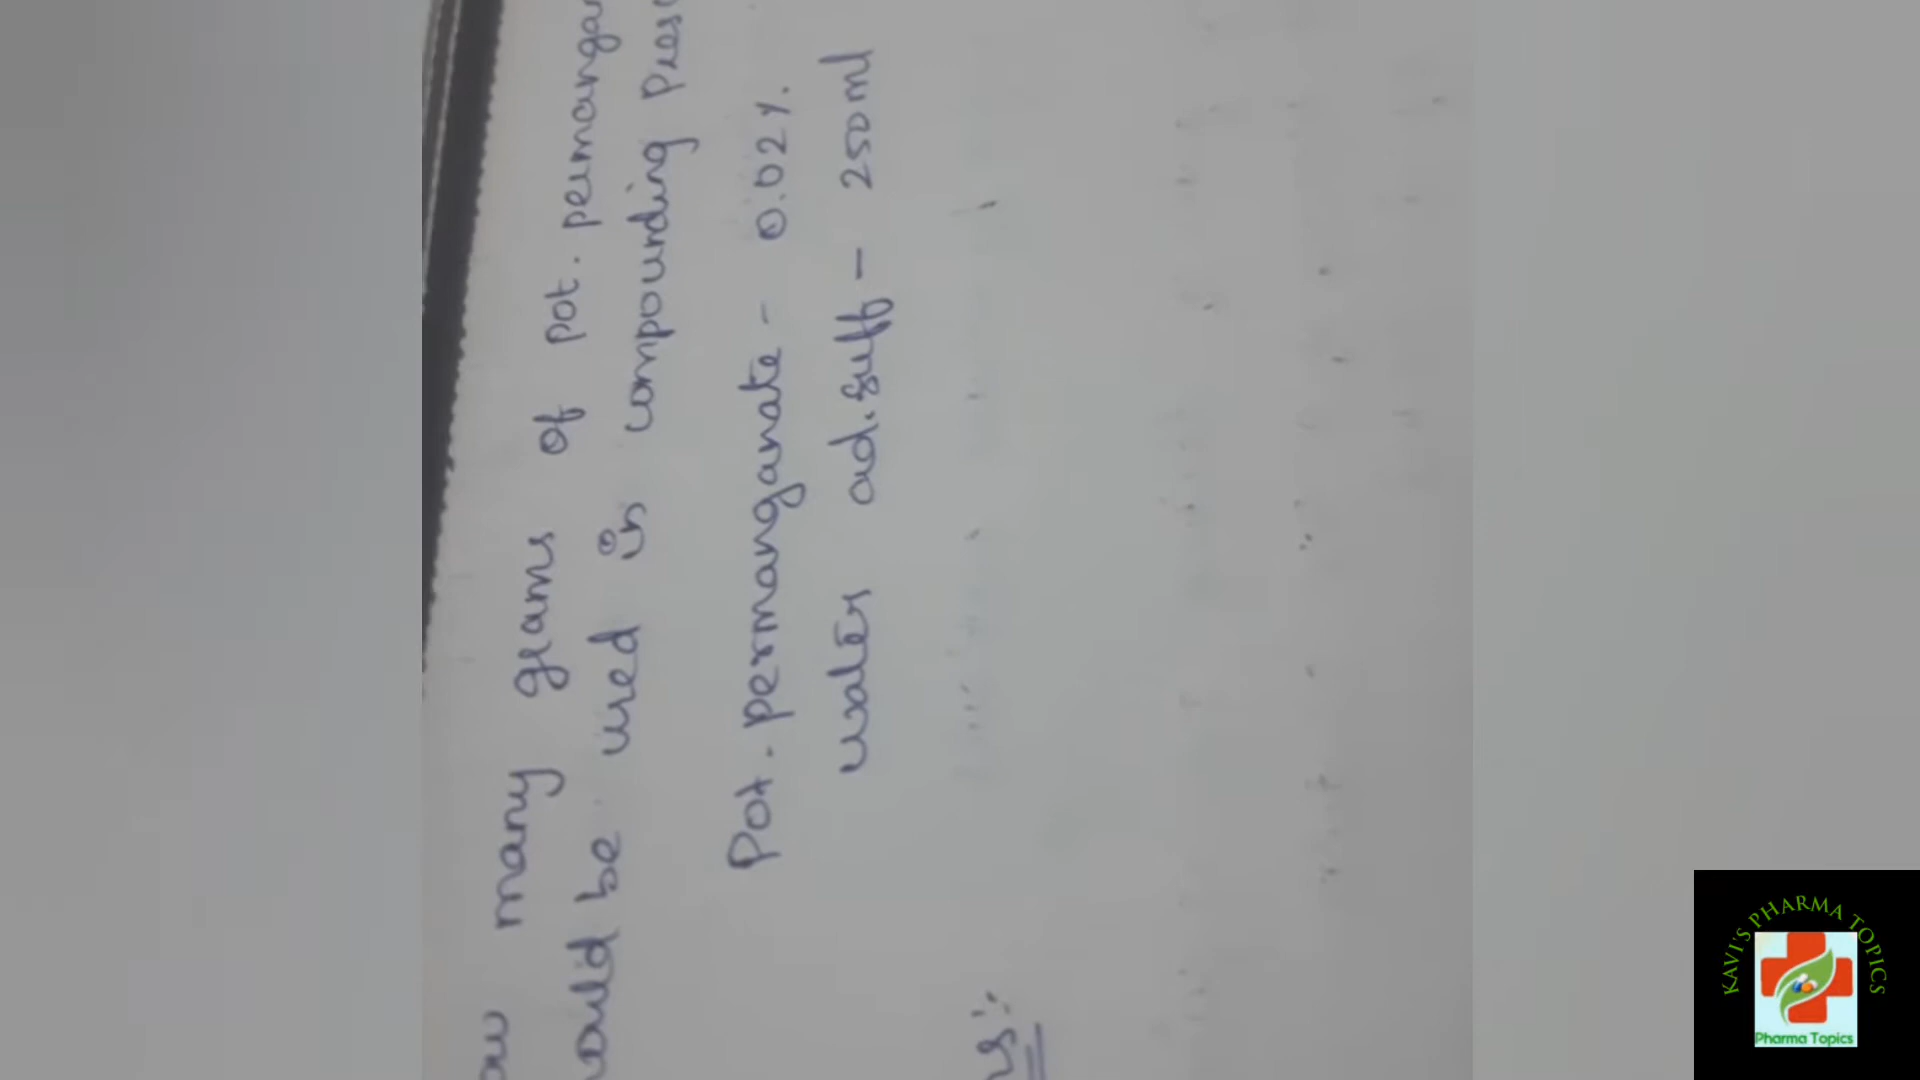 many grams of pot. permanga
be used in compounding pres
Pot. permanganate - 0.02%.
water ad.suff - 250ml
KAVI'S PHARMA TOPICS
Pharma Topics